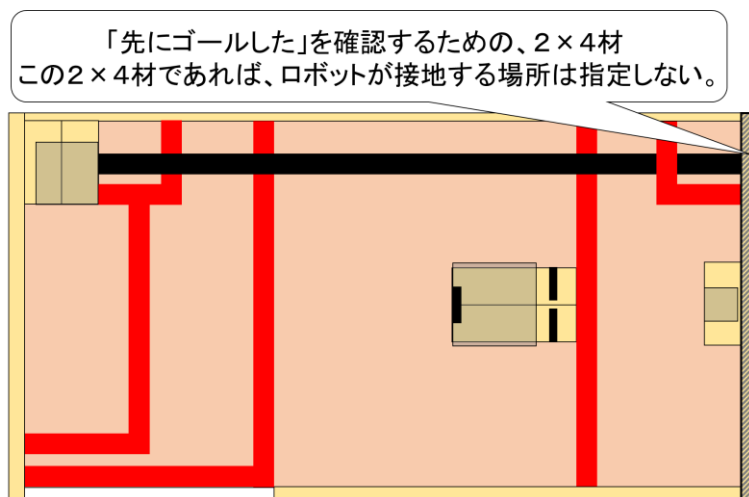 「先にゴールした」を確認するための、２×４材
この２×４材であれば、ロボットが接地する場所は指定しない。